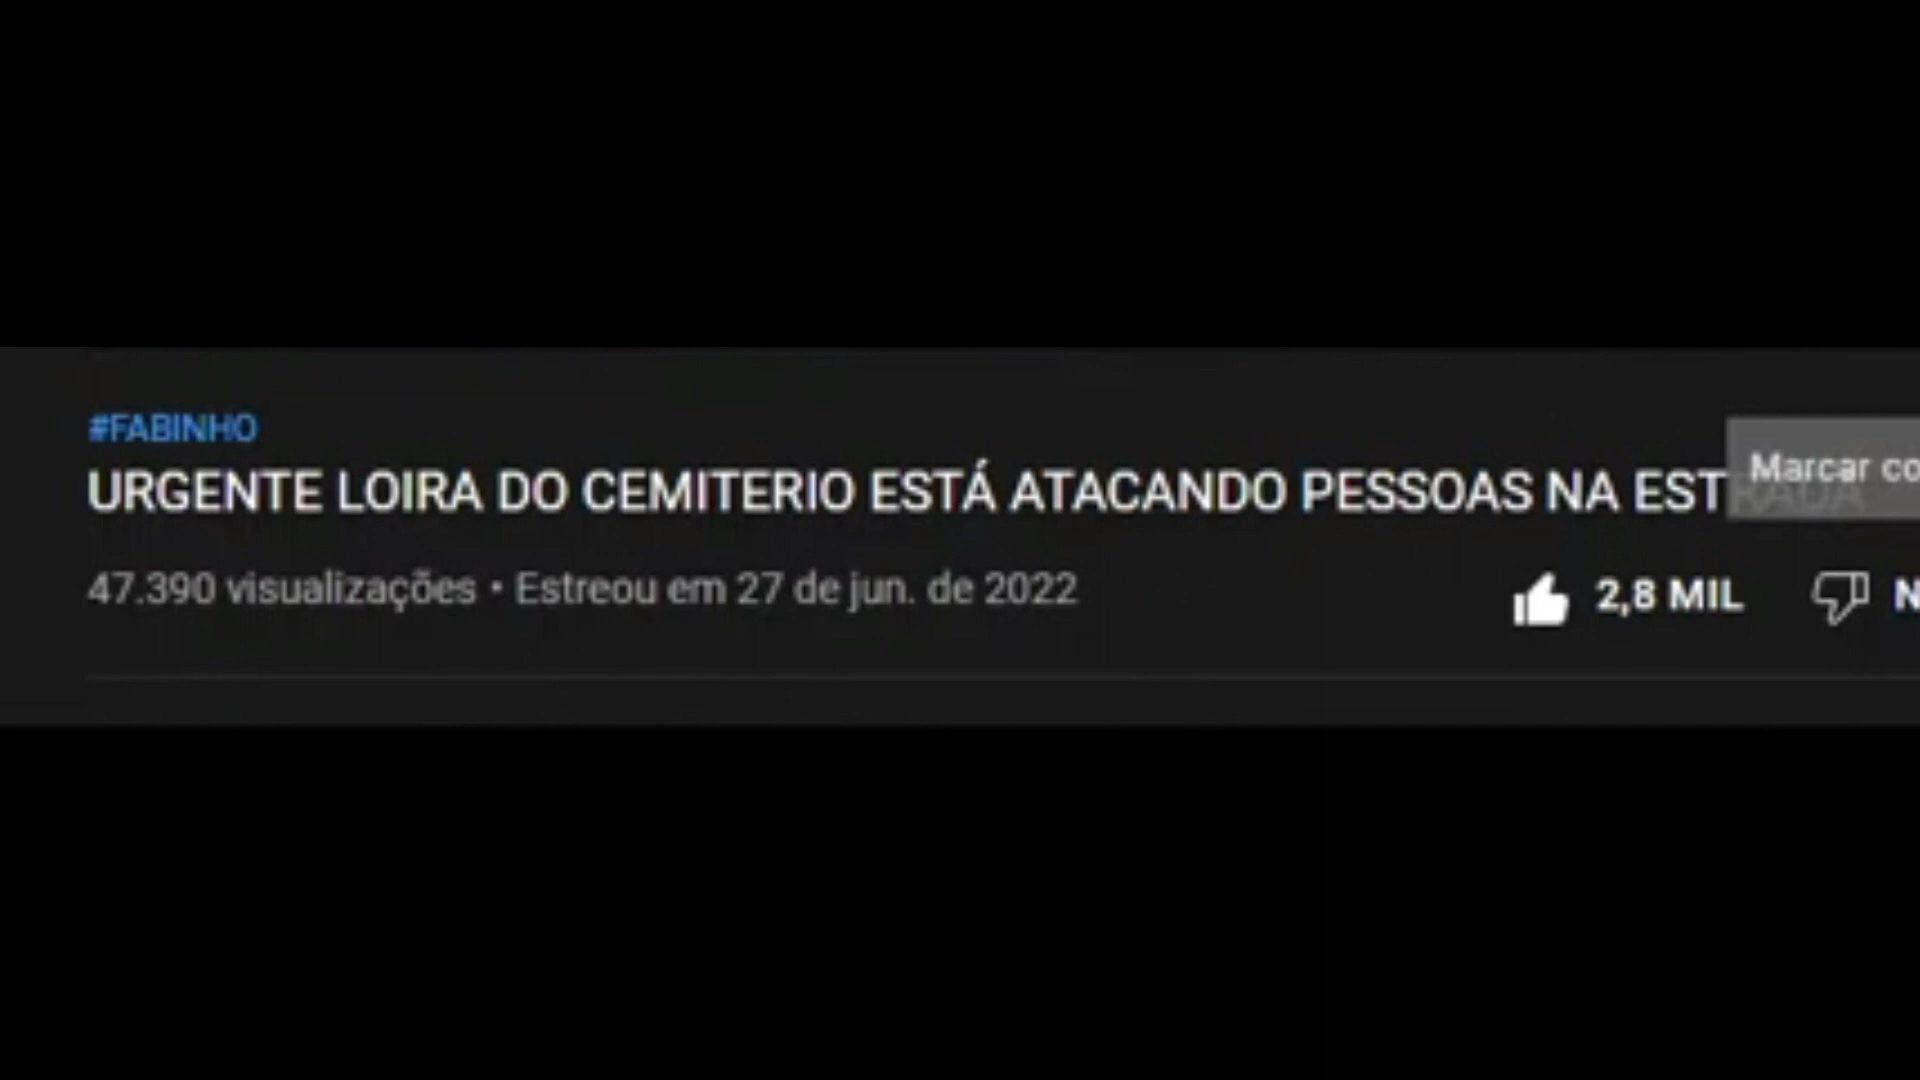 #FABINHO
URGENTE LOIRA DO CEMITERIO ESTÁ ATACANDO PESSOAS NA ESTRADA
Marcar co
47.390 visualizações • Estreou em 27 de jun. de 2022
2,8 MIL
N